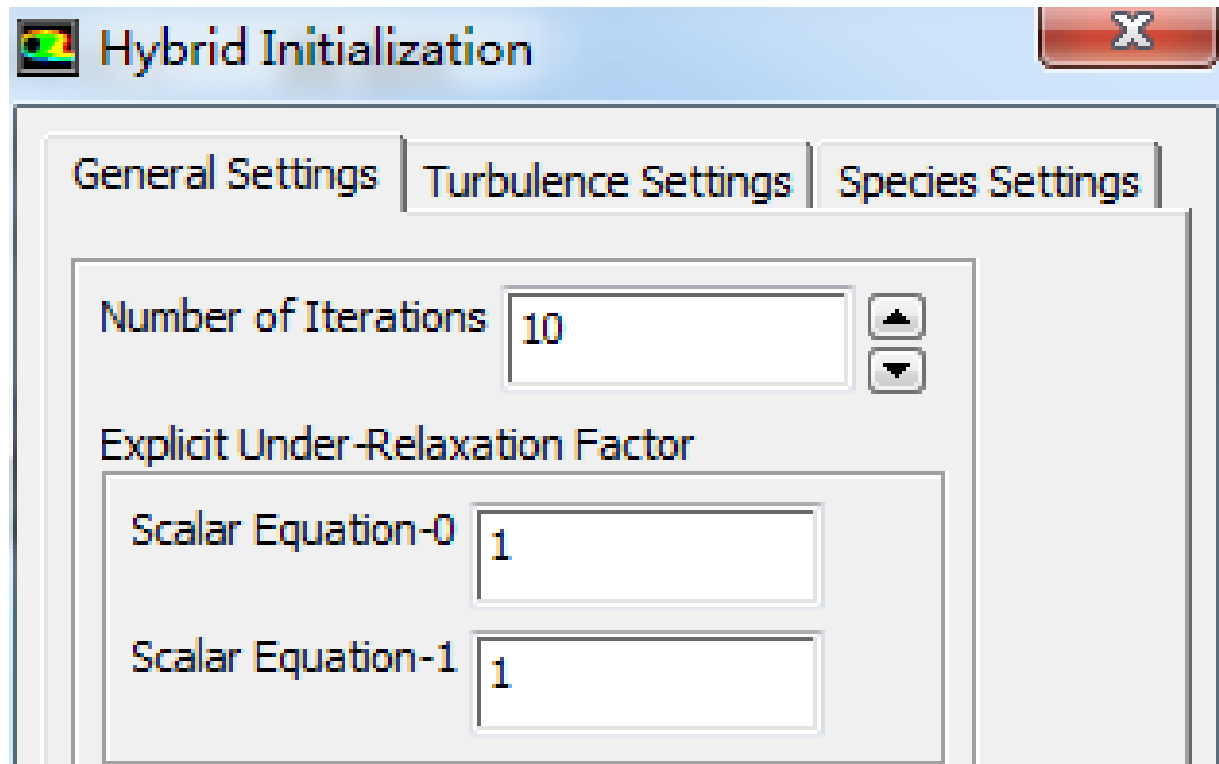 Hybrid Initialization
General Settings Turbulence Settings Species Settings
Number of Iterations 10
Explicit Under-Relaxation Factor
Scalar Equation-0 1
Scalar Equation-1 1